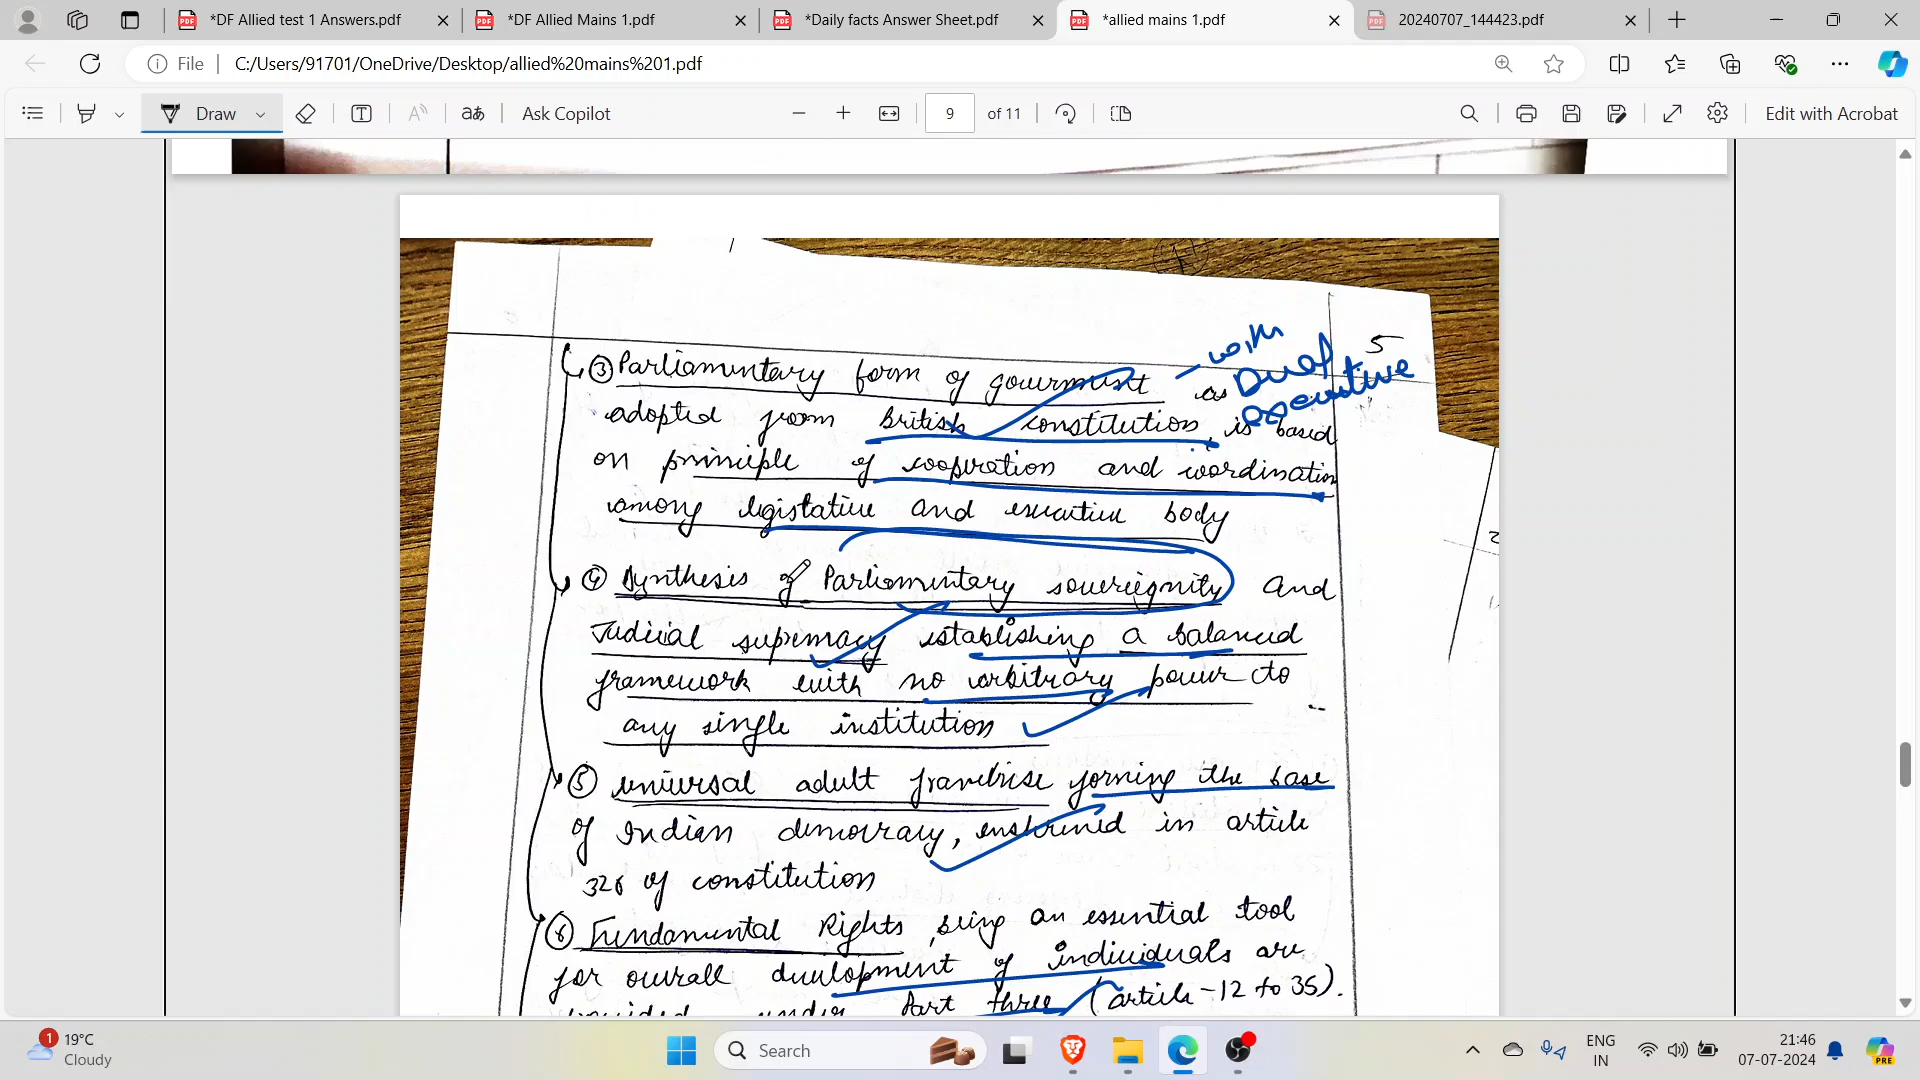 *DF Allied test 1 Answers.pdf
*DF Allied Mains 1.pdf
*Daily facts Answer Sheet.pdf
*allied mains 1.pdf
20240707_144423.pdf
File
C:/Users/91701/OneDrive/Desktop/allied%20mains%201.pdf
Draw
aあ
Ask Copilot
9 of 11
Edit with Acrobat
5
③ Parliamentary form of government - with
as Dual
executive
adopted from British constitution, is based
on principle of cooperation and coordination
among legislative and executive body
④ Synthesis of Parliamentary sovereignity and
Judicial supremacy establishing a balanced
framework with no arbitrary power to
any single institution
⑤ universal adult franchise forming the base
of Indian democracy, enshrined in article
326 of constitution
⑥ Fundamental Rights, being an essential tool
for overall development of individuals are
under Part three (article - 12 to 35).
1
19°C
Cloudy
Search
ENG
IN
21:46
07-07-2024
PRE